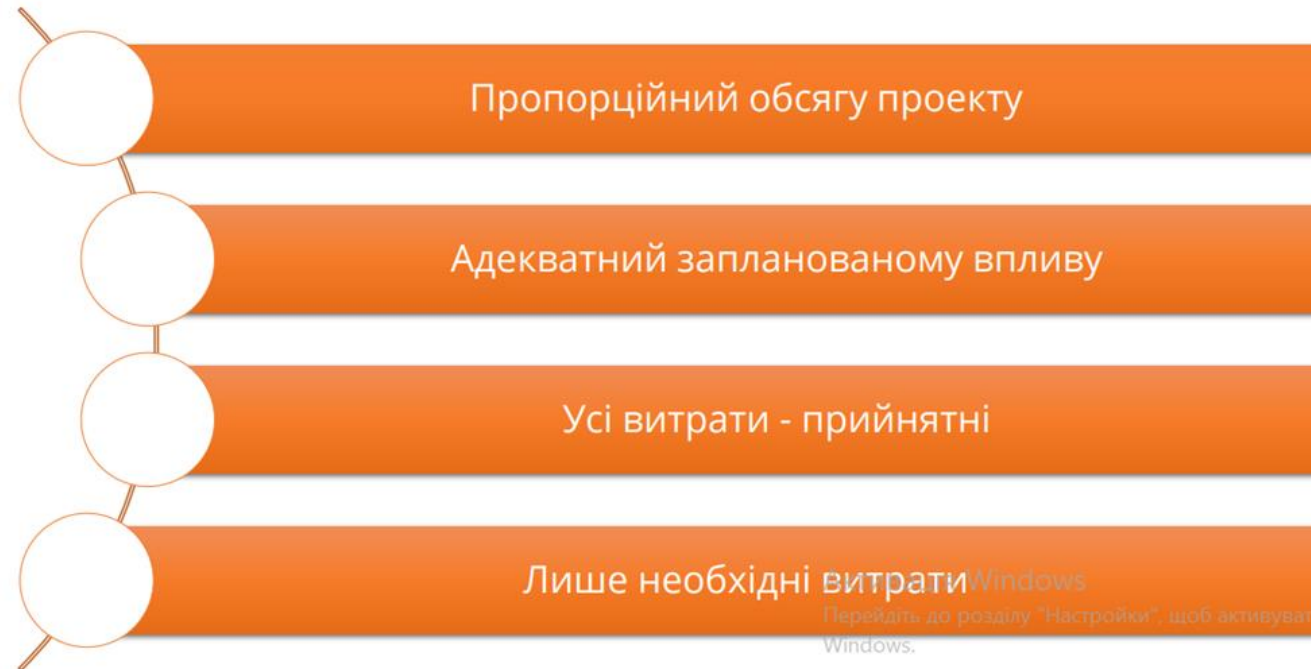 Пропорційний обсягу проекту
Адекватний запланованому впливу
Усі витрати - прийнятні
Лише необхідні витрати
Windows
Перейдіть до розділу "Настройки", щоб активувати
Windows.